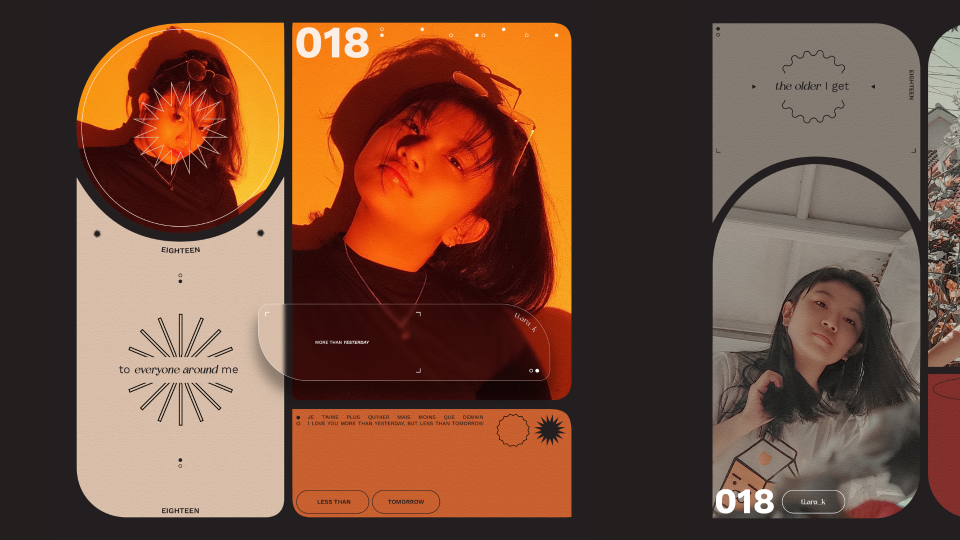 EIGHTEEN
to everyone around me
EIGHTEEN
018
tiara_k
MORE THAN YESTERDAY
JE T'AIME PLUS QU'HIER MAIS MOINS QUE DEMAIN
I LOVE YOU MORE THAN YESTERDAY, BUT LESS THAN TOMORROW
LESS THAN
TOMORROW
the older I get
EIGHTEEN
018
tiara_k